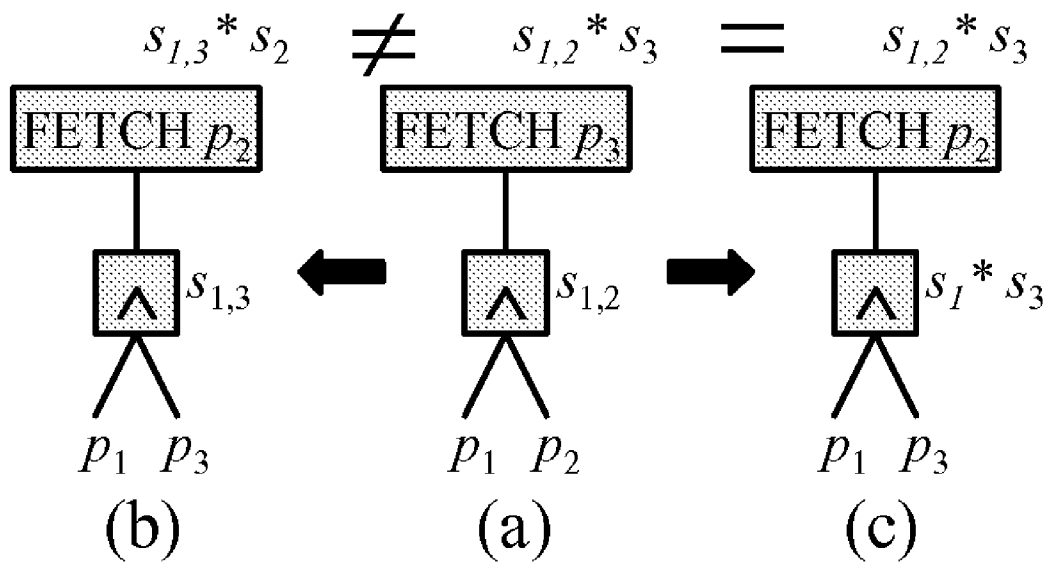 s1,3* s2 ≠ s1,2* s3 = s1,2* s3
FETCH p2 FETCH p3 FETCH p2
∧ s1,3 ∧ s1,2 ∧ s1* s3
p1 p3 p1 p2 p1 p3
(b) (a) (c)